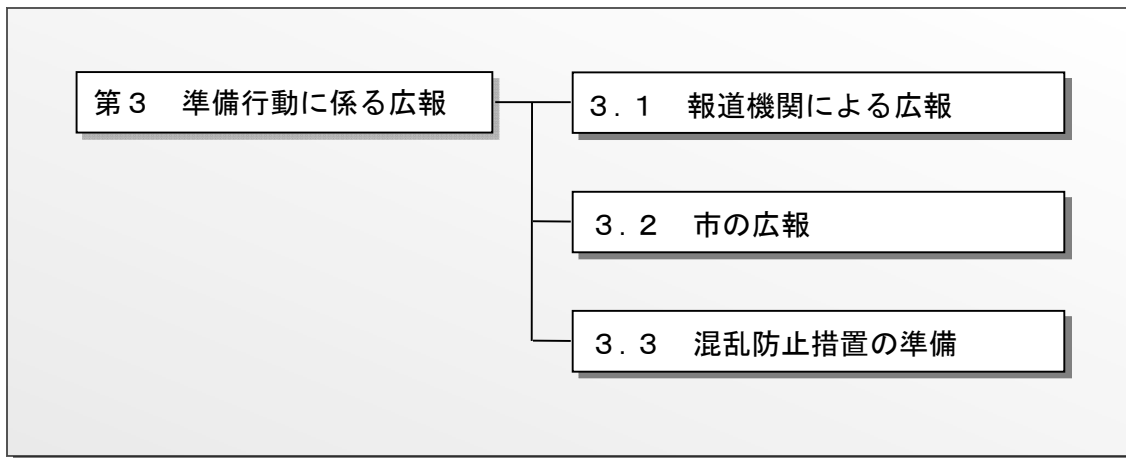 第３　準備行動に係る広報
３．１　報道機関による広報
３．２　市の広報
３．３　混乱防止措置の準備